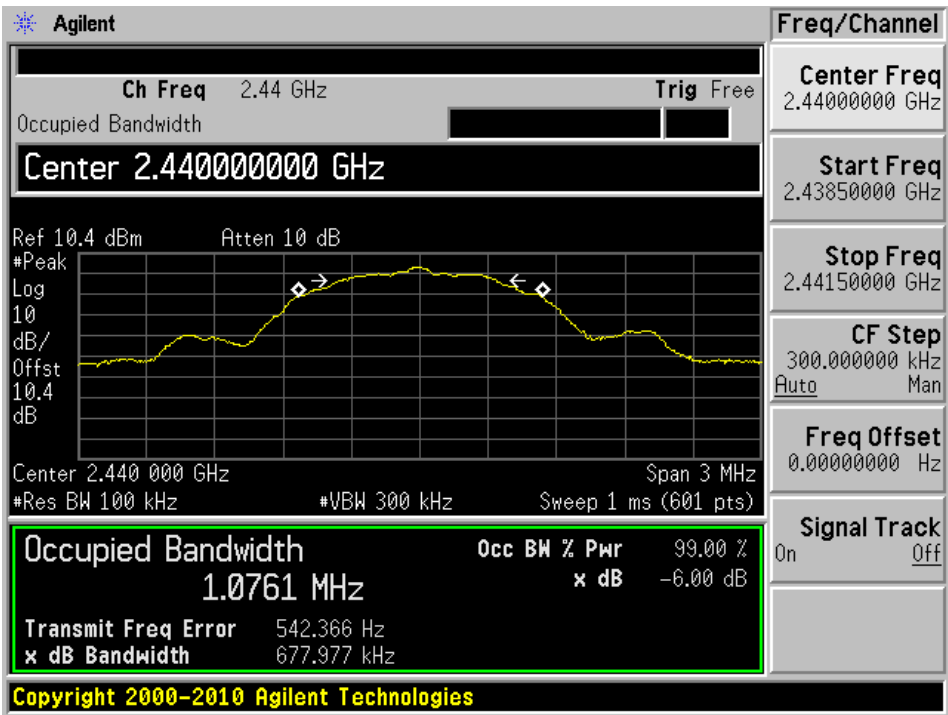 Agilent
Freq/Channel
Ch Freq 2.44 GHz
Trig Free
Occupied Bandwidth
Center 2.440000000 GHz
Ref 10.4 dBm Atten 10 dB
#Peak
Log
10
dB/
Offst
10.4
dB
Center 2.440 000 GHz Span 3 MHz
#Res BW 100 kHz #VBW 300 kHz Sweep 1 ms (601 pts)
Occupied Bandwidth
1.0761 MHz
Occ BW % Pwr 99.00 %
x dB -6.00 dB
Transmit Freq Error 542.366 Hz
x dB Bandwidth 677.977 kHz
Center Freq
2.44000000 GHz
Start Freq
2.43850000 GHz
Stop Freq
2.44150000 GHz
CF Step
300.000000 kHz
Auto Man
Freq Offset
0.00000000 Hz
Signal Track
On Off
Copyright 2000-2010 Agilent Technologies